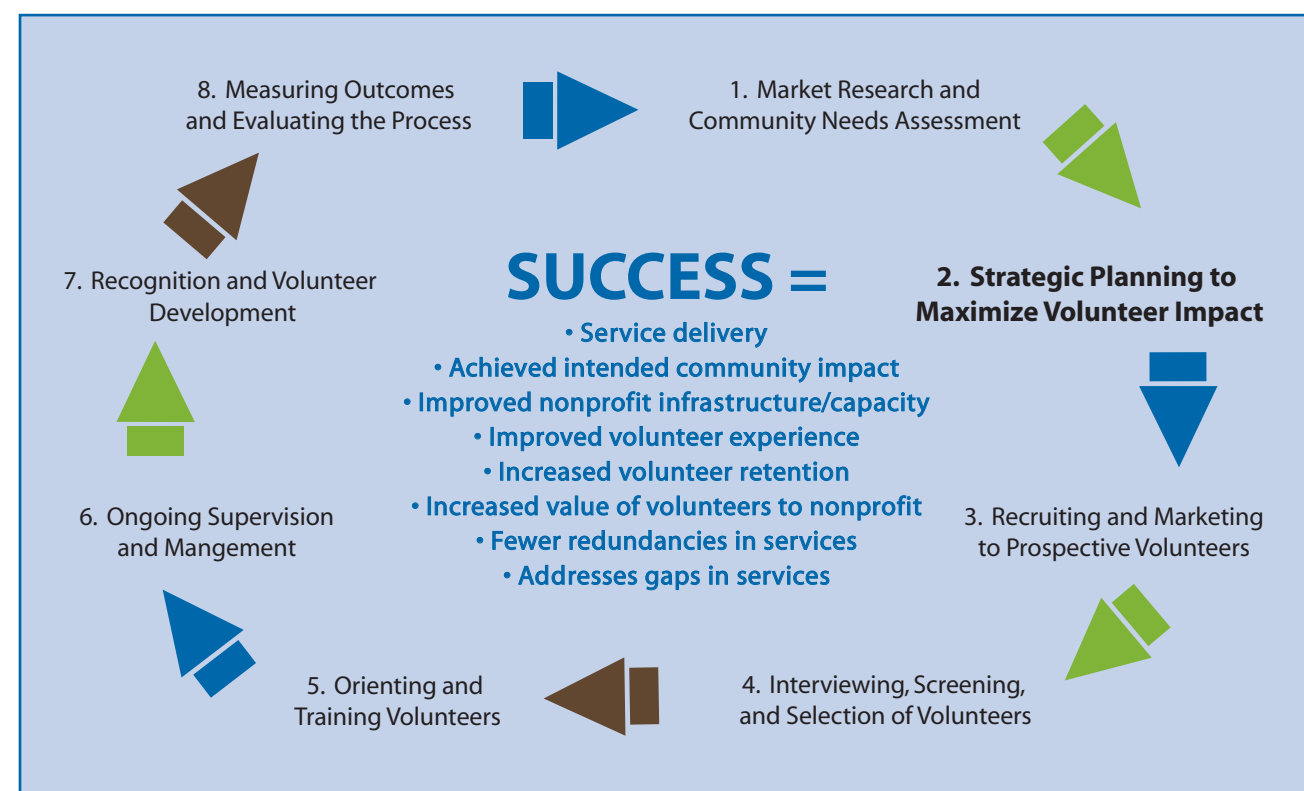 8. Measuring Outcomes
and Evaluating the Process
1. Market Research and
Community Needs Assessment
7. Recognition and Volunteer
Development
SUCCESS =
• Service delivery
• Achieved intended community impact
• Improved nonprofit infrastructure/capacity
• Improved volunteer experience
• Increased volunteer retention
• Increased value of volunteers to nonprofit
• Fewer redundancies in services
• Addresses gaps in services
2. Strategic Planning to
Maximize Volunteer Impact
6. Ongoing Supervision
and Mangement
3. Recruiting and Marketing
to Prospective Volunteers
5. Orienting and
Training Volunteers
4. Interviewing, Screening,
and Selection of Volunteers